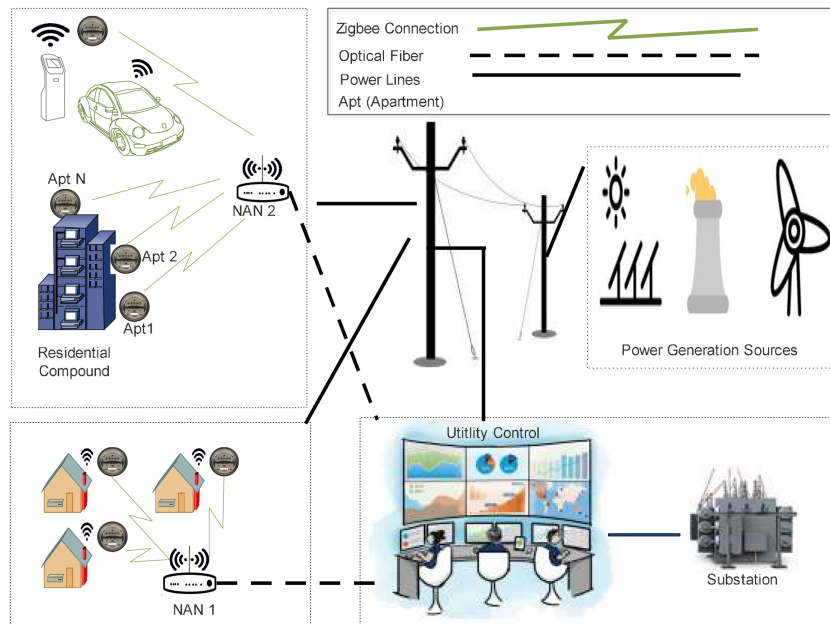 Zigbee Connection
Optical Fiber
Power Lines
Apt (Apartment)
Apt N
NAN 2
Apt 2
Apt1
Residential
Compound
Power Generation Sources
Utitlity Control
Substation
NAN 1